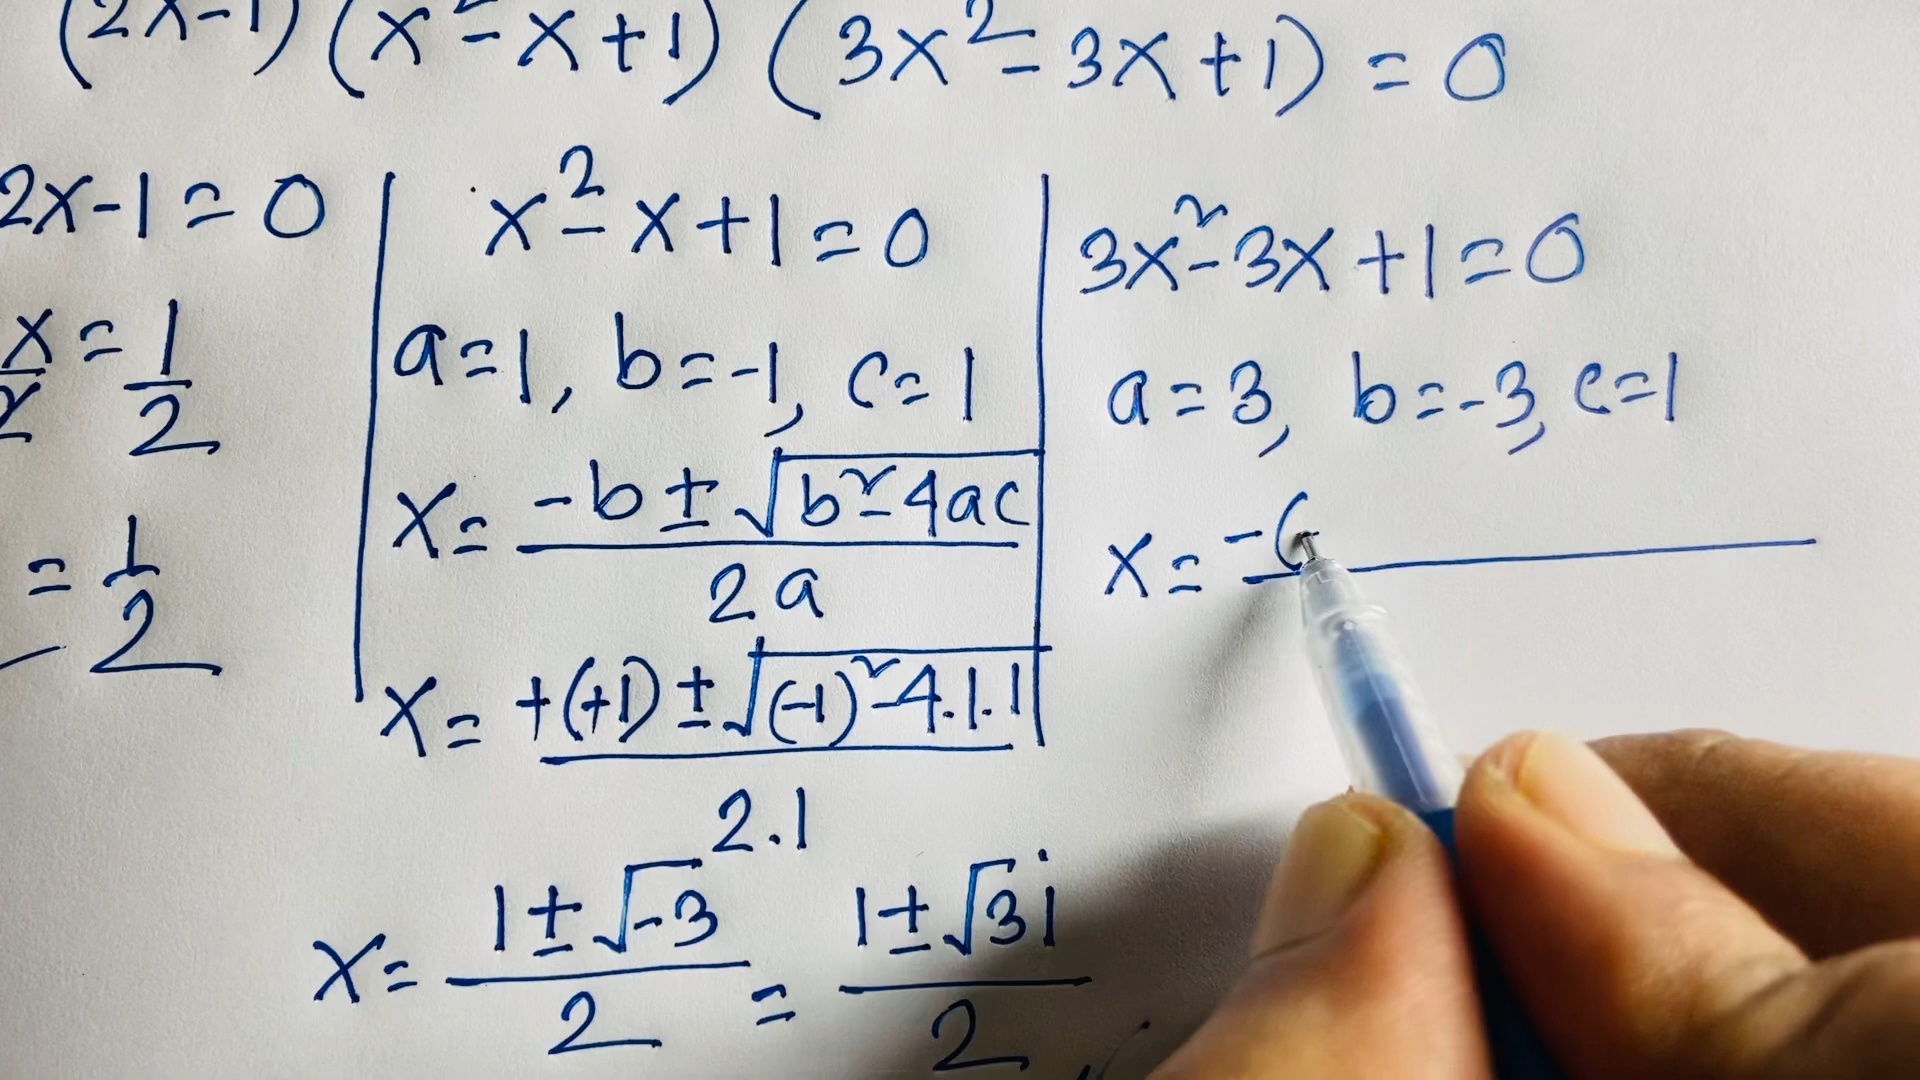 (2x-1)(x²-x+1)(3x²-3x+1)=0
2x-1=0
x/2=1/2
=1/2
x²-x+1=0
a=1, b=-1, c=1
x=(-b±√(b²-4ac))/2a
x=(+(+1)±√((-1)²-4.1.1))/2.1
x=(1±√-3)/2=(1±√3i)/2
3x²-3x+1=0
a=3, b=-3, c=1
x=-(